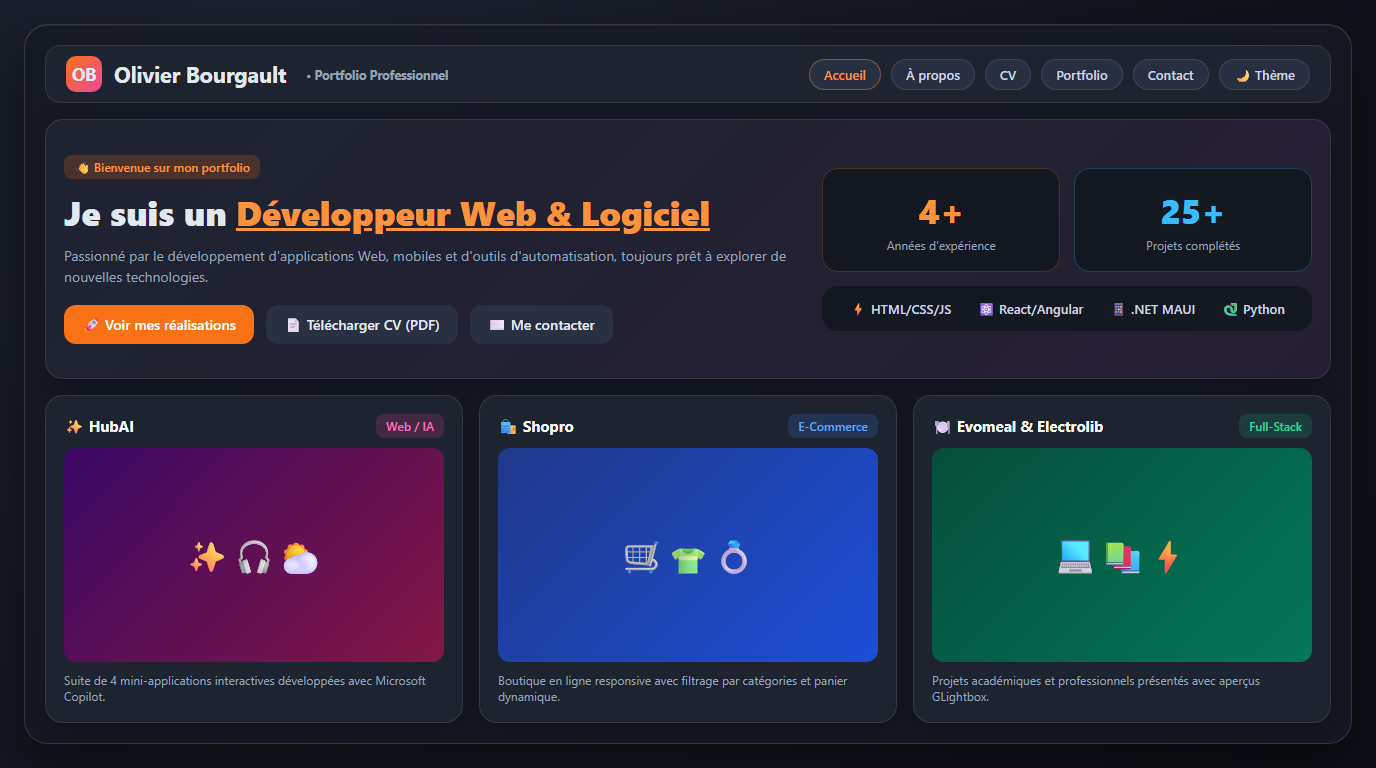 OB Olivier Bourgault • Portfolio Professionnel Accueil À propos CV Portfolio Contact Thème
Bienvenue sur mon portfolio
Je suis un Développeur Web & Logiciel
Passionné par le développement d'applications Web, mobiles et d'outils d'automatisation, toujours prêt à explorer de
nouvelles technologies.
Voir mes réalisations Télécharger CV (PDF) Me contacter
4+
Années d'expérience
25+
Projets complétés
HTML/CSS/JS React/Angular .NET MAUI Python
HubAI Web / IA
Suite de 4 mini-applications interactives développées avec Microsoft
Copilot.
Shopro E-Commerce
Boutique en ligne responsive avec filtrage par catégories et panier
dynamique.
Evomeal & Electrolib Full-Stack
Projets académiques et professionnels présentés avec aperçus
GLightbox.